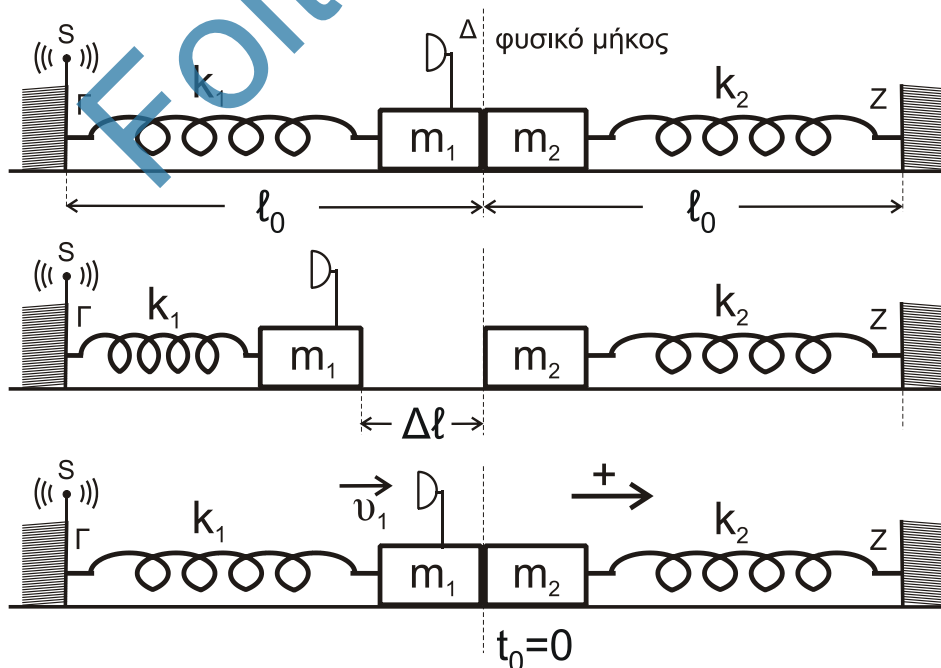 S Δ φυσικό μήκος
Γ k₁ k₂ Z
m₁ m₂
ℓ₀ ℓ₀
S
Γ k₁ k₂ Z
m₁ m₂
Δℓ
S υ₁ +
Γ k₁ k₂ Z
m₁ m₂
t₀=0